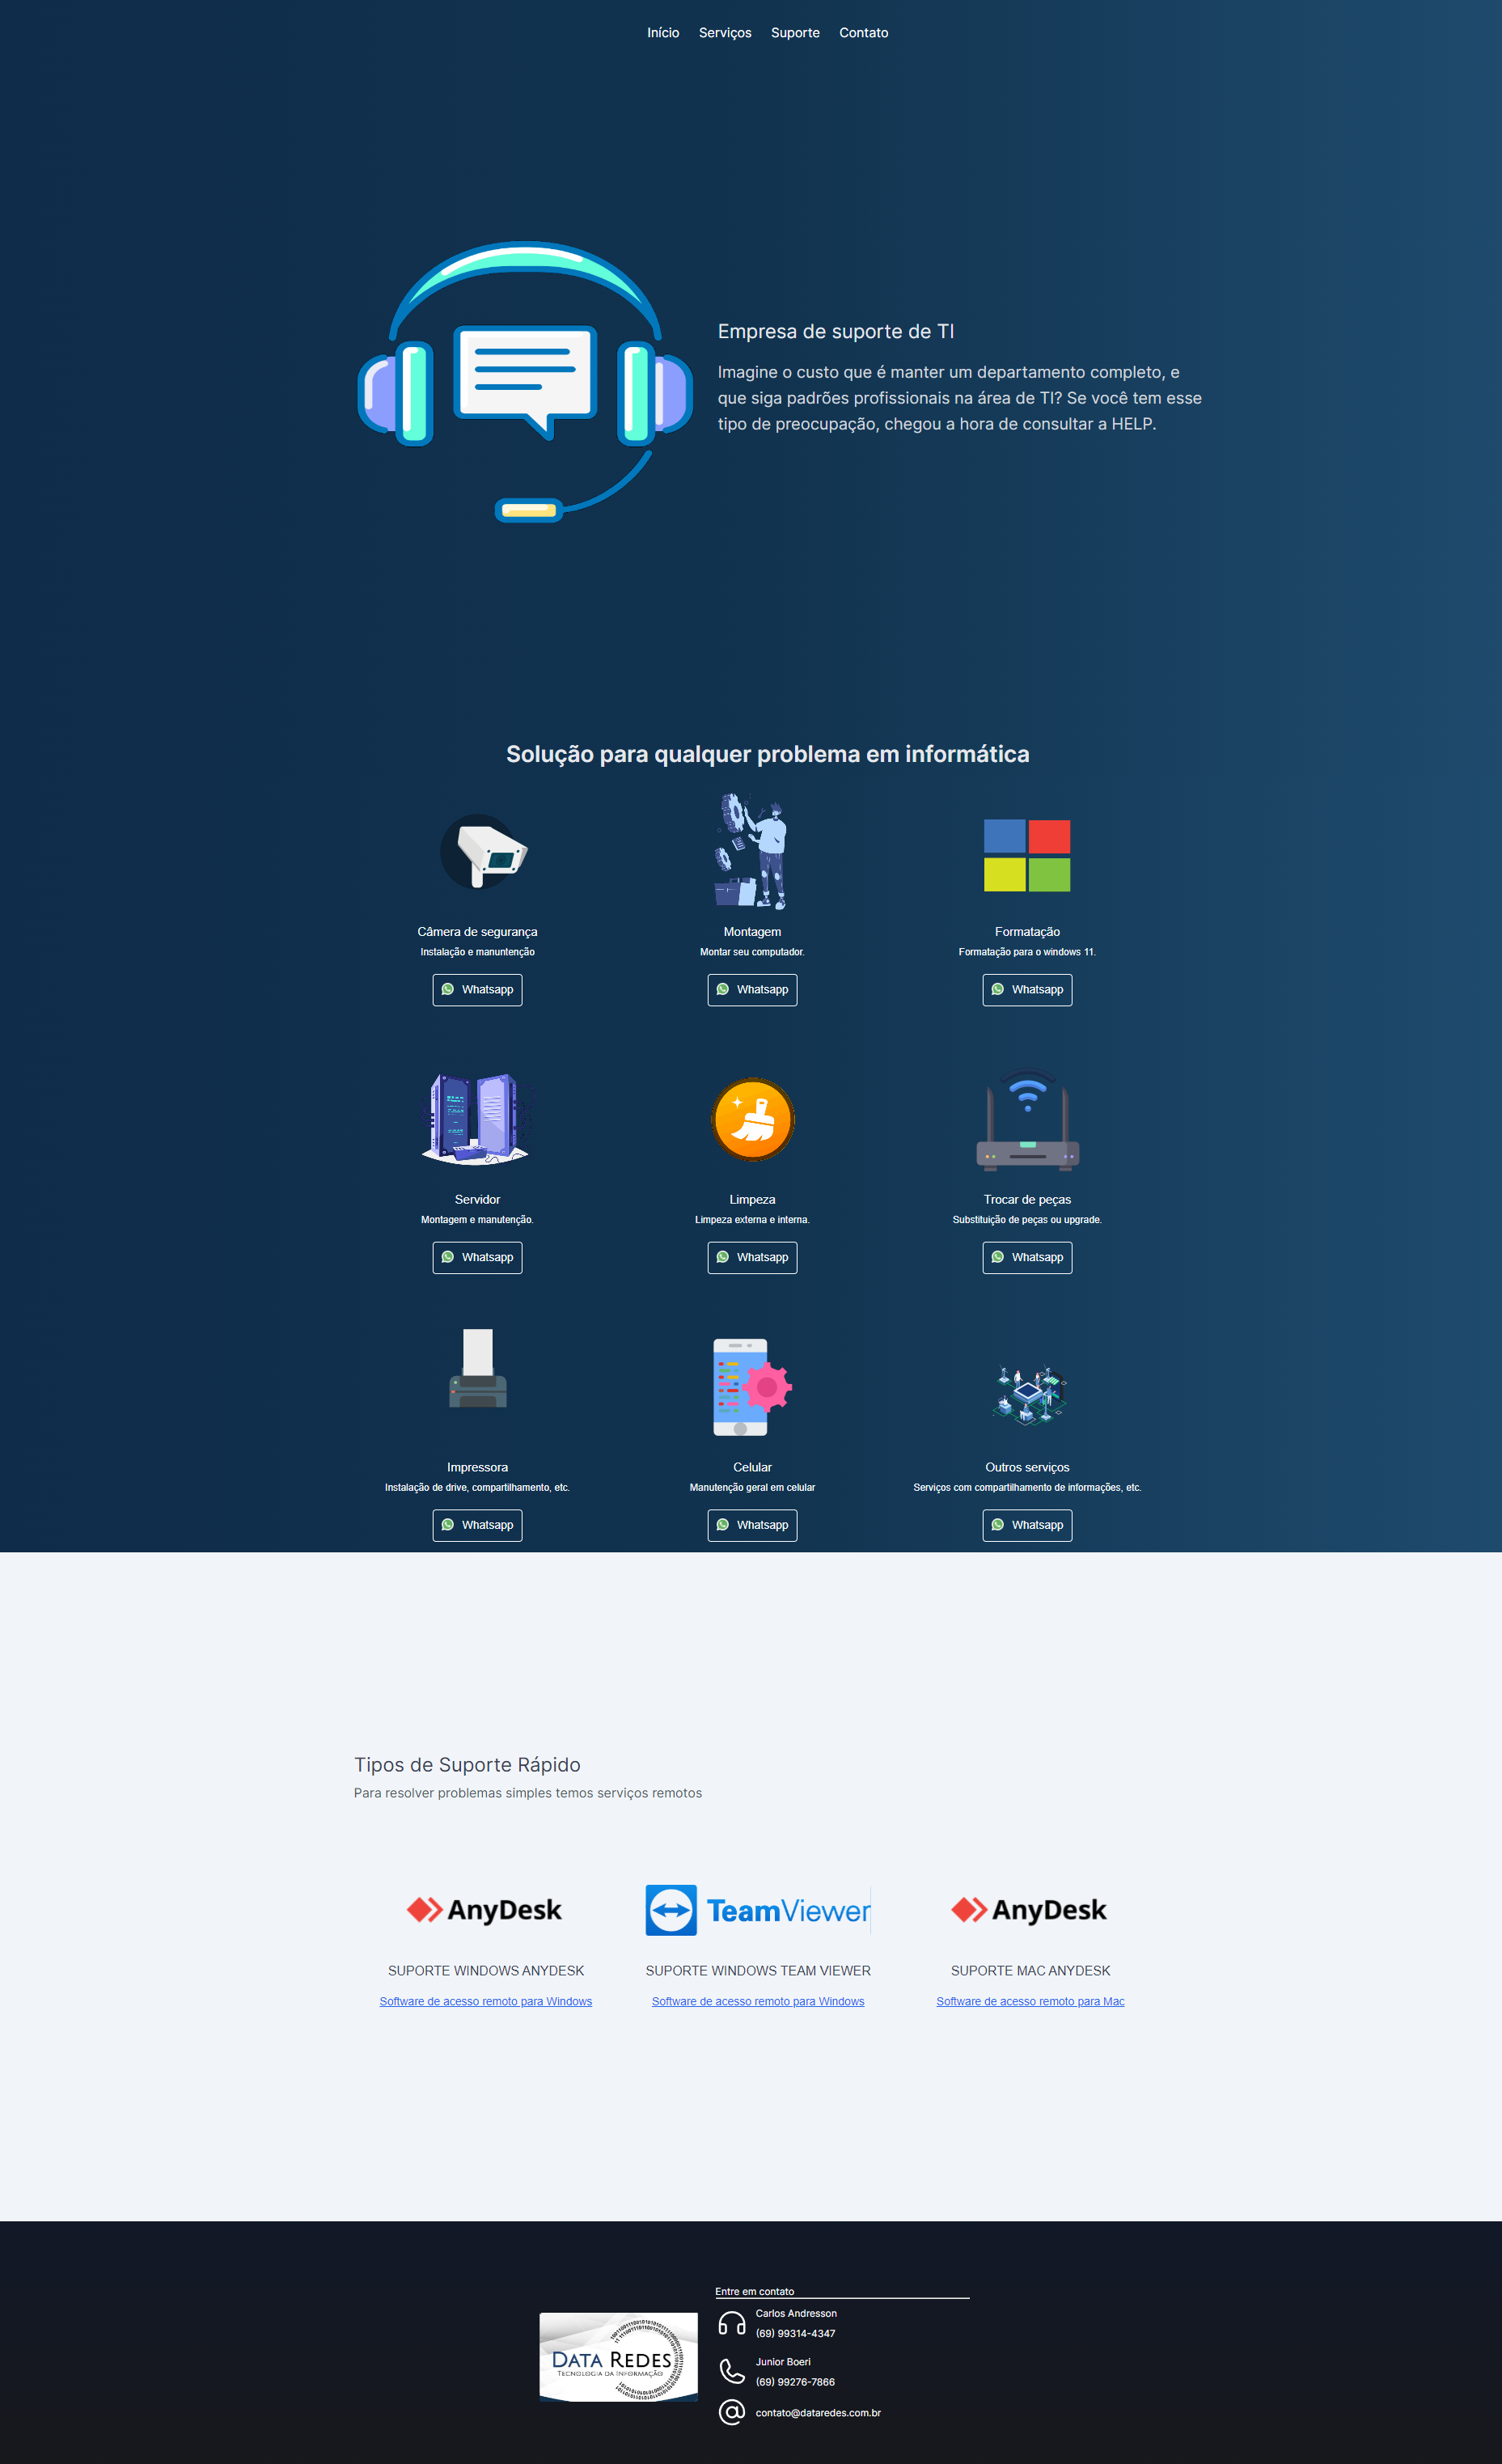 Início Serviços Suporte Contato
Empresa de suporte de TI
Imagine o custo que é manter um departamento completo, e
que siga padrões profissionais na área de TI? Se você tem esse
tipo de preocupação, chegou a hora de consultar a HELP.
Solução para qualquer problema em informática
Câmera de segurança
Instalação e manuntenção
Whatsapp
Montagem
Montar seu computador.
Whatsapp
Formatação
Formatação para o windows 11.
Whatsapp
Servidor
Montagem e manutenção.
Whatsapp
Limpeza
Limpeza externa e interna.
Whatsapp
Trocar de peças
Substituição de peças ou upgrade.
Whatsapp
Impressora
Instalação de drive, compartilhamento, etc.
Whatsapp
Celular
Manutenção geral em celular
Whatsapp
Outros serviços
Serviços com compartilhamento de informações, etc.
Whatsapp
Tipos de Suporte Rápido
Para resolver problemas simples temos serviços remotos
AnyDesk
SUPORTE WINDOWS ANYDESK
Software de acesso remoto para Windows
TeamViewer
SUPORTE WINDOWS TEAM VIEWER
Software de acesso remoto para Windows
AnyDesk
SUPORTE MAC ANYDESK
Software de acesso remoto para Mac
DATA REDES
TECNOLOGIA DA INFORMAÇÃO
Entre em contato
Carlos Andresson
(69) 99314-4347
Junior Boeri
(69) 99276-7866
contato@dataredes.com.br